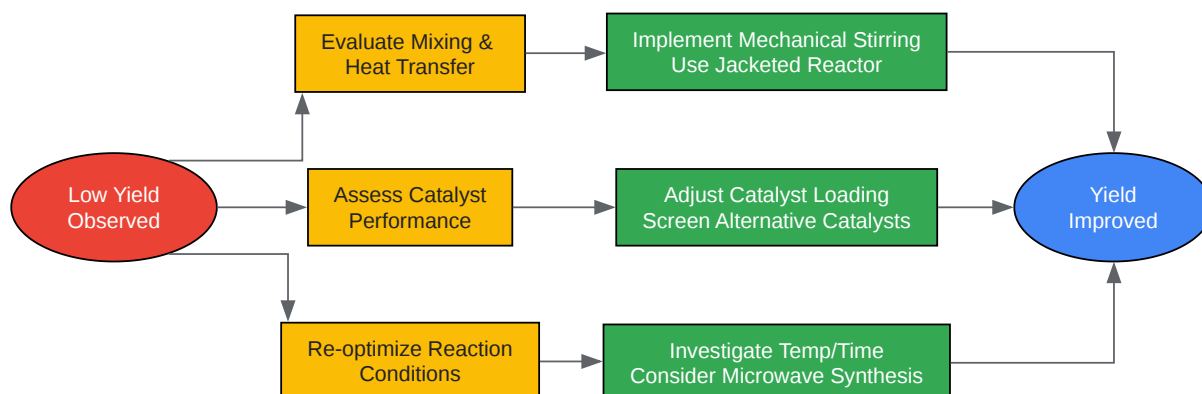 Evaluate Mixing &
Heat Transfer
Implement Mechanical Stirring
Use Jacketed Reactor
Low Yield
Observed
Assess Catalyst
Performance
Adjust Catalyst Loading
Screen Alternative Catalysts
Yield
Improved
Re-optimize Reaction
Conditions
Investigate Temp/Time
Consider Microwave Synthesis